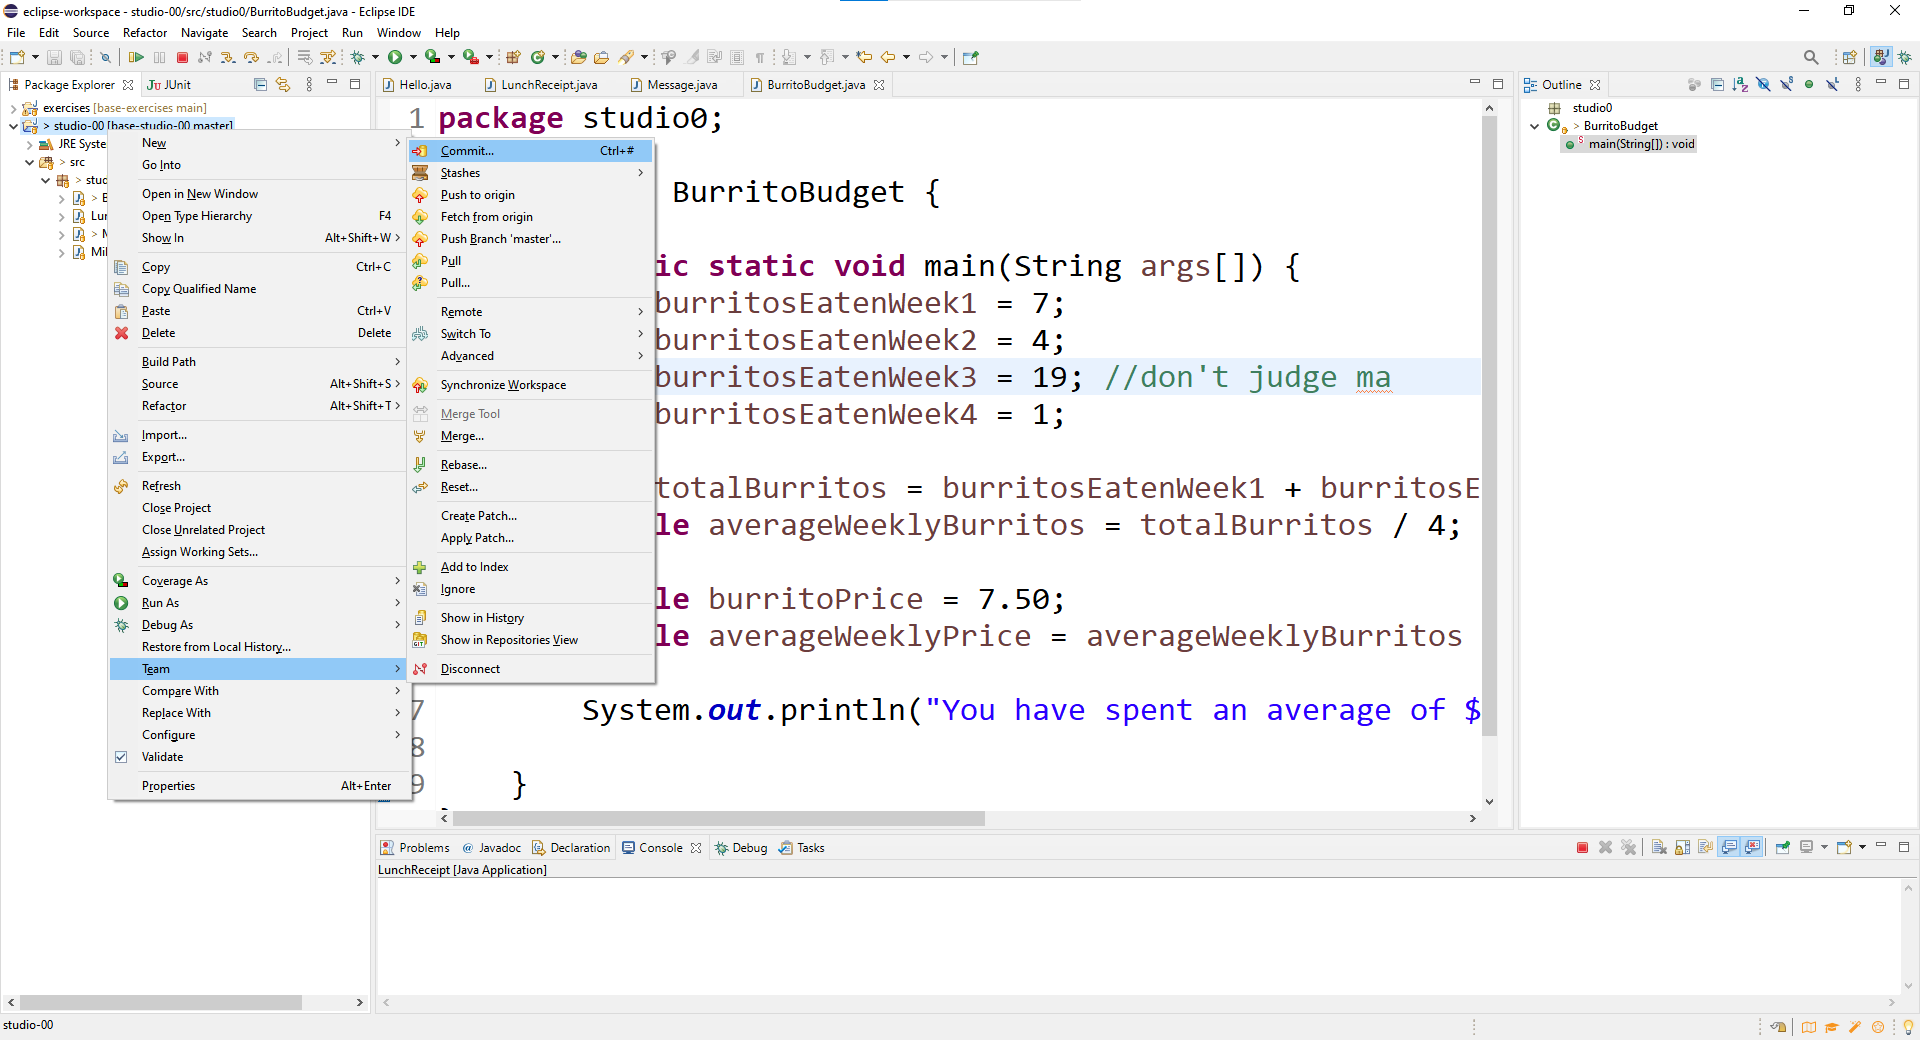 eclipse-workspace - studio-00/src/studio0/BurritoBudget.java - Eclipse IDE
File Edit Source Refactor Navigate Search Project Run Window Help
Package Explorer JUnit
exercises [base-exercises main]
> studio-00 [base-studio-00 master]
JRE Syste
> src
> stuc
>
Lur
>
Mil
New
Go Into
Open in New Window
Open Type Hierarchy F4
Show In Alt+Shift+W >
Copy Ctrl+C
Copy Qualified Name
Paste Ctrl+V
Delete Delete
Build Path
Source Alt+Shift+S >
Refactor Alt+Shift+T >
Import...
Export...
Refresh
Close Project
Close Unrelated Project
Assign Working Sets...
Coverage As
Run As
Debug As
Restore from Local History...
Team
Compare With
Replace With
Configure
Validate
Properties Alt+Enter
Commit... Ctrl+#
Stashes
Push to origin
Fetch from origin
Push Branch 'master'...
Pull
Pull...
Remote
Switch To
Advanced
Synchronize Workspace
Merge Tool
Merge...
Rebase...
Reset...
Create Patch...
Apply Patch...
Add to Index
Ignore
Show in History
Show in Repositories View
Disconnect
Hello.java LunchReceipt.java Message.java BurritoBudget.java
1 package studio0;
BurritoBudget {
ic static void main(String args[]) {
burritosEatenWeek1 = 7;
burritosEatenWeek2 = 4;
burritosEatenWeek3 = 19; //don't judge ma
burritosEatenWeek4 = 1;
totalBurritos = burritosEatenWeek1 + burritosE
le averageWeeklyBurritos = totalBurritos / 4;
le burritoPrice = 7.50;
le averageWeeklyPrice = averageWeeklyBurritos
7 System.out.println("You have spent an average of $
8
9 }
Outline
studio0
> BurritoBudget
main(String[]) : void
Problems Javadoc Declaration Console Debug Tasks
LunchReceipt [Java Application]
studio-00